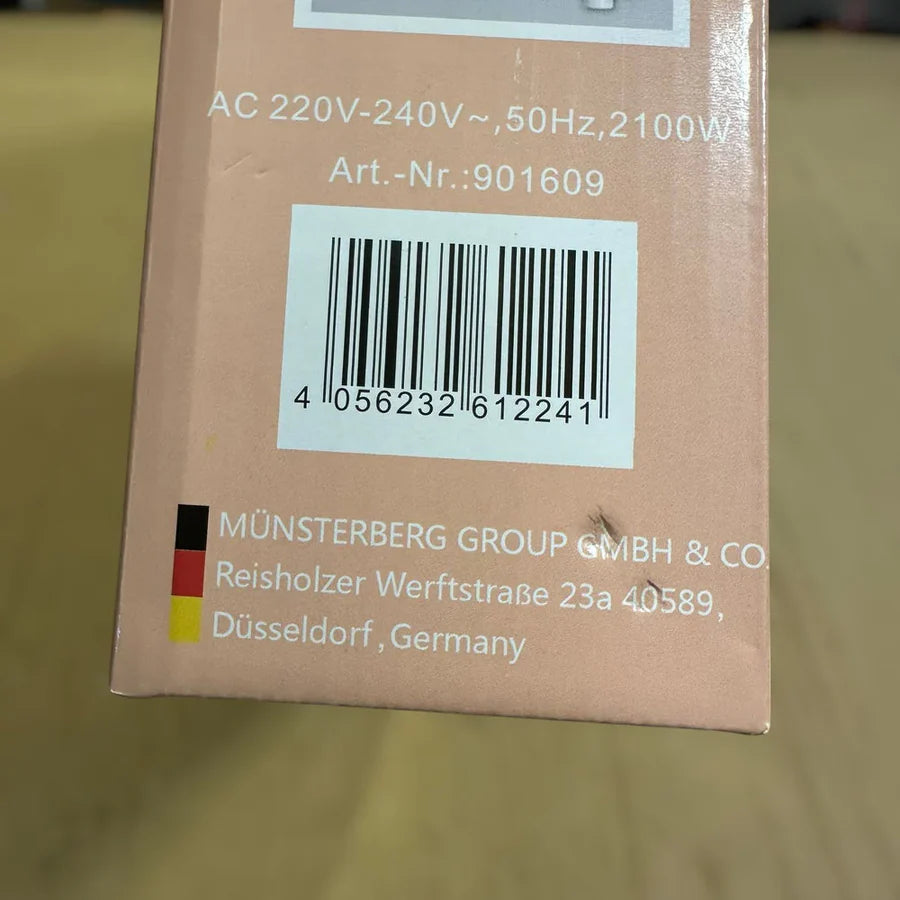 AC 220V-240V~,50Hz,2100W
Art.-Nr.:901609
4 056232 612241
MÜNSTERBERG GROUP GMBH & CO.
Reisholzer Werftstraße 23a 40589,
Düsseldorf,Germany